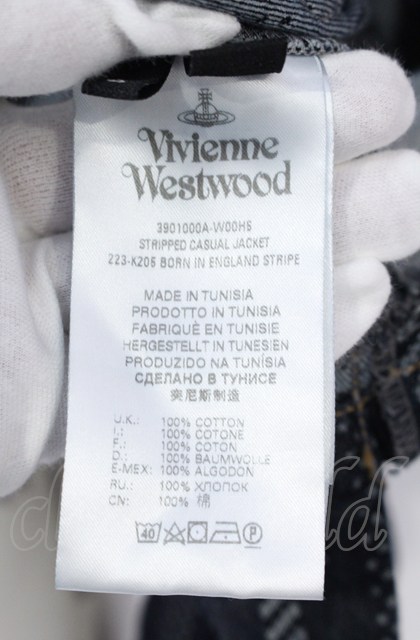 Vivienne
Westwood
3901000A-W00H5
STRIPPED CASUAL JACKET
223-K206 BORN IN ENGLAND STRIPE
MADE IN TUNISIA
PRODOTTO IN TUNISIA
FABRIQUÉ EN TUNISIE
HERGESTELLT IN TUNESIEN
PRODUZIDO NA TUNÍSIA
СДЕЛАНО В ТУНИСЕ
突尼斯制造
U.K.: 100% COTTON
I.: 100% COTONE
F.: 100% COTON
D.: 100% BAUMWOLLE
E-MEX: 100% ALGODON
RU.: 100% ХЛОПОК
CN: 100% 棉
40 P